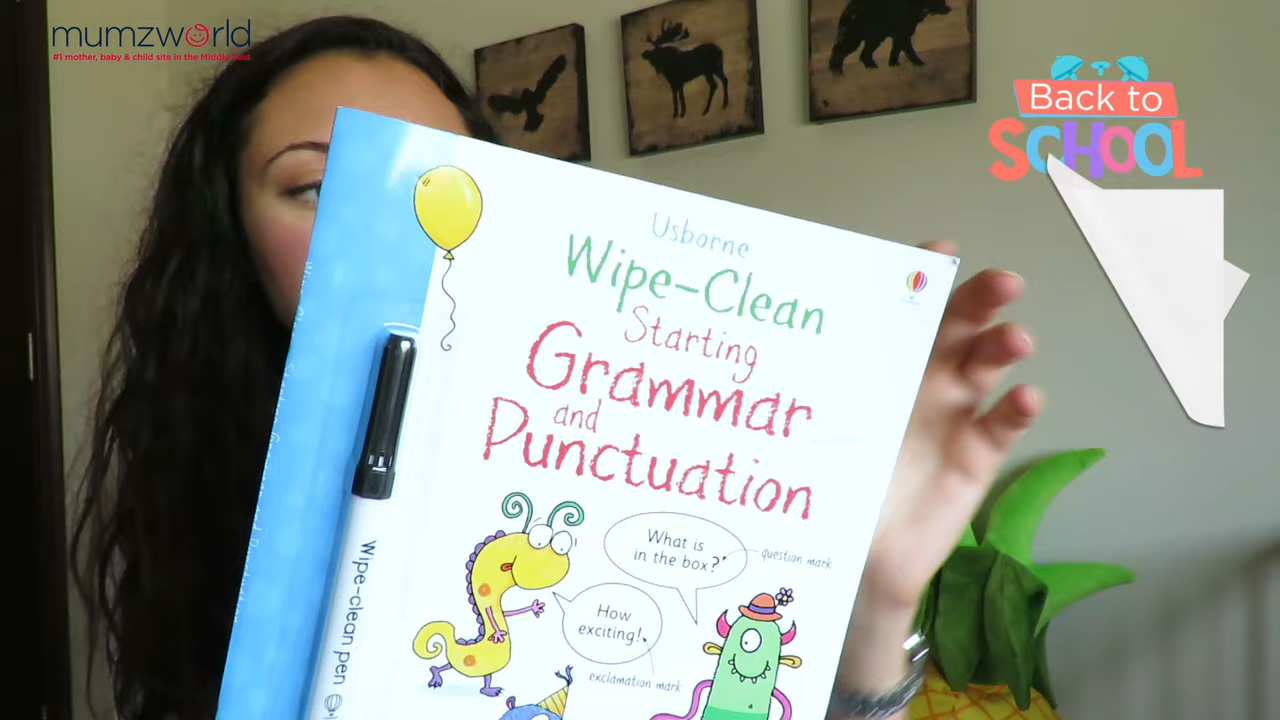 mumzworld
#1 mother, baby & child site in the Middle East
Back to
SCHOOL
Usborne
Wipe-Clean
Starting
Grammar
and
Punctuation
What is
in the box?
question mark
How
exciting!
exclamation mark
Wipe-clean pen